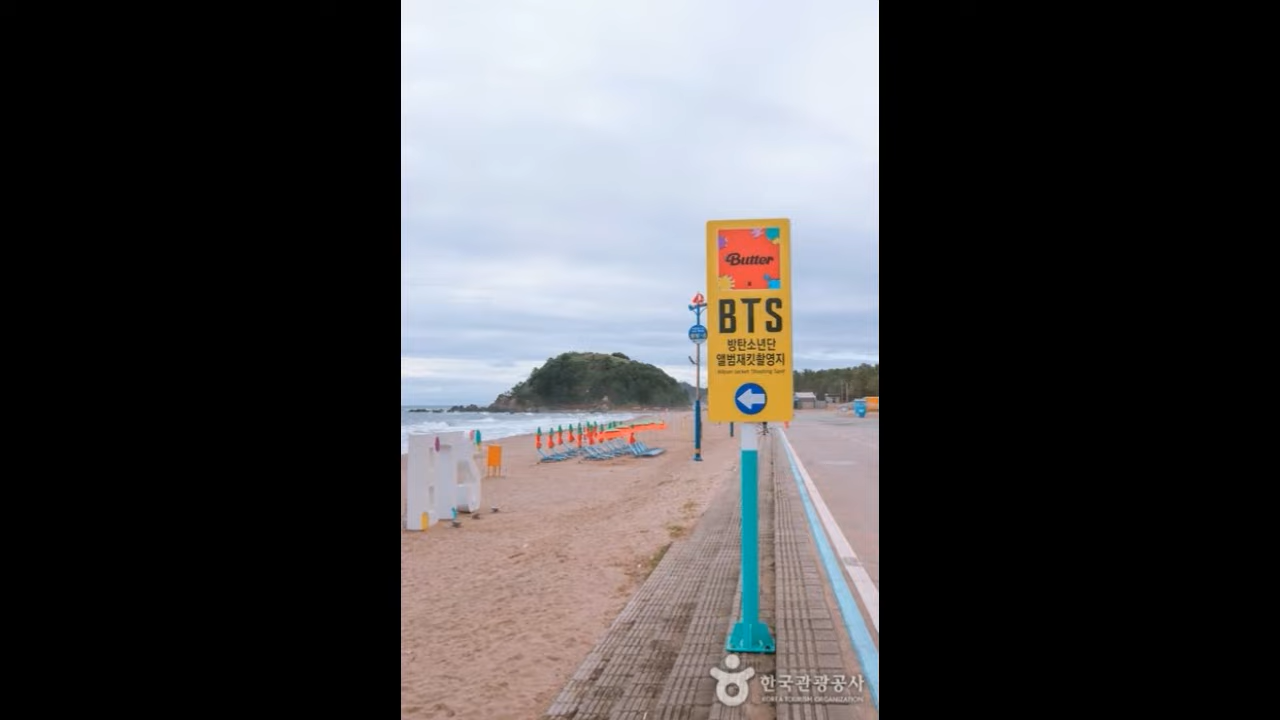 Butter
x
BTS
방탄소년단
앨범재킷촬영지
Album Jacket Shooting Spot
한국관광공사
KOREA TOURISM ORGANIZATION